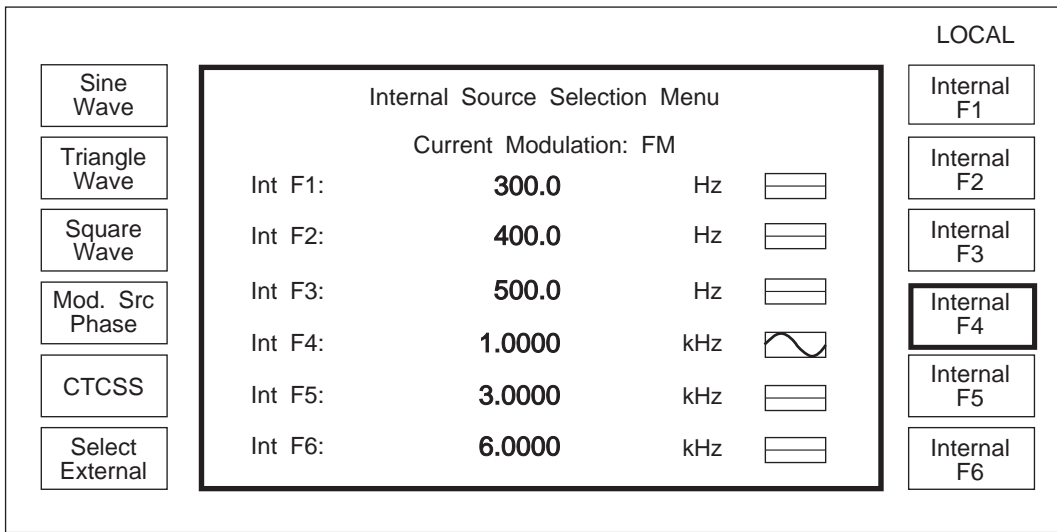 LOCAL
Sine
Wave
Triangle
Wave
Square
Wave
Mod. Src
Phase
CTCSS
Select
External
Internal Source Selection Menu
Current Modulation: FM
Int F1: 300.0 Hz
Int F2: 400.0 Hz
Int F3: 500.0 Hz
Int F4: 1.0000 kHz
Int F5: 3.0000 kHz
Int F6: 6.0000 kHz
Internal
F1
Internal
F2
Internal
F3
Internal
F4
Internal
F5
Internal
F6